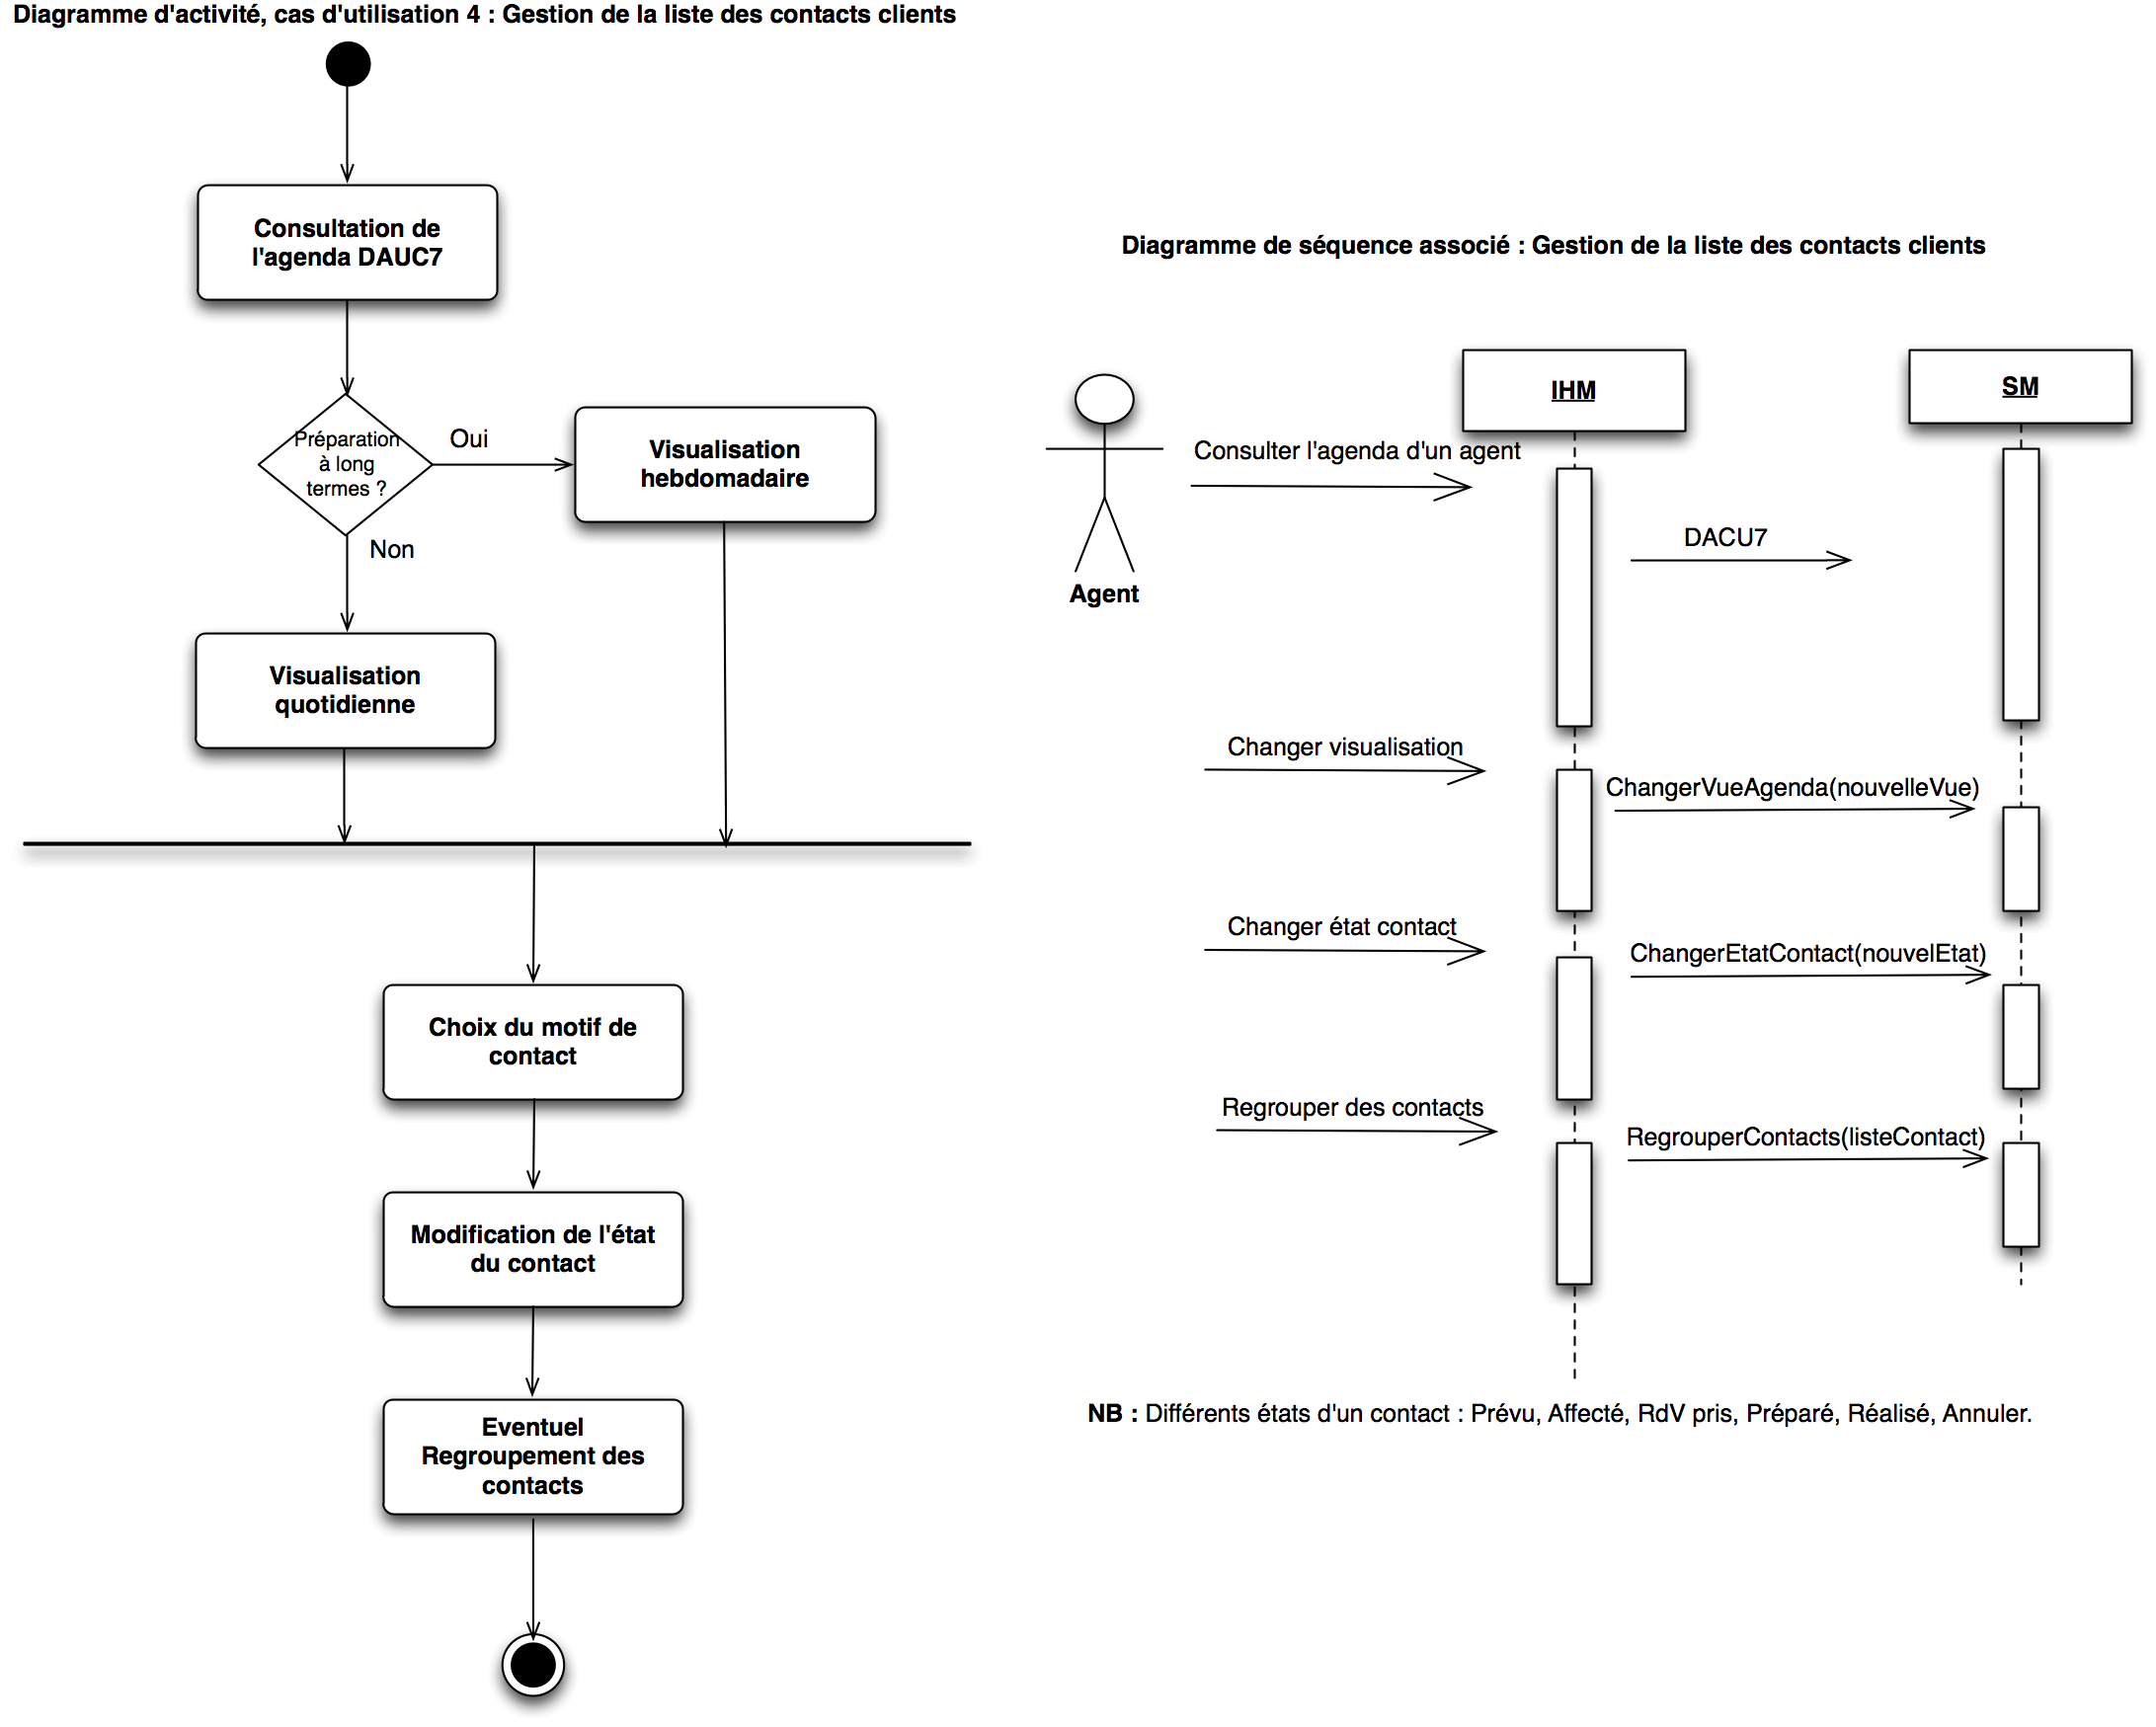 Diagramme d'activité, cas d'utilisation 4 : Gestion de la liste des contacts clients
Consultation de
l'agenda DAUC7
Préparation
à long
termes ?
Oui
Non
Visualisation
hebdomadaire
Visualisation
quotidienne
Choix du motif de
contact
Modification de l'état
du contact
Eventuel
Regroupement des
contacts
Diagramme de séquence associé : Gestion de la liste des contacts clients
Agent
IHM
SM
Consulter l'agenda d'un agent
DACU7
Changer visualisation
ChangerVueAgenda(nouvelleVue)
Changer état contact
ChangerEtatContact(nouvelEtat)
Regrouper des contacts
RegrouperContacts(listeContact)
NB : Différents états d'un contact : Prévu, Affecté, RdV pris, Préparé, Réalisé, Annuler.